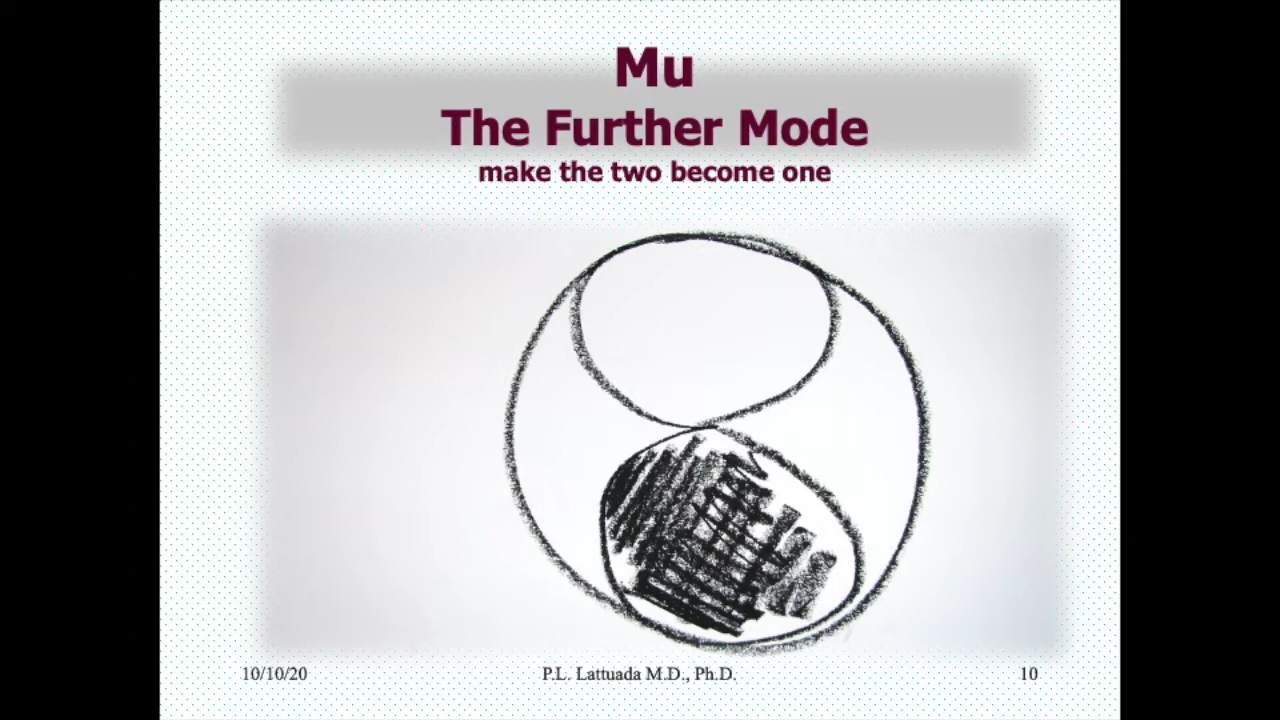 Mu
The Further Mode
make the two become one
10/10/20
P.L. Lattuada M.D., Ph.D.
10